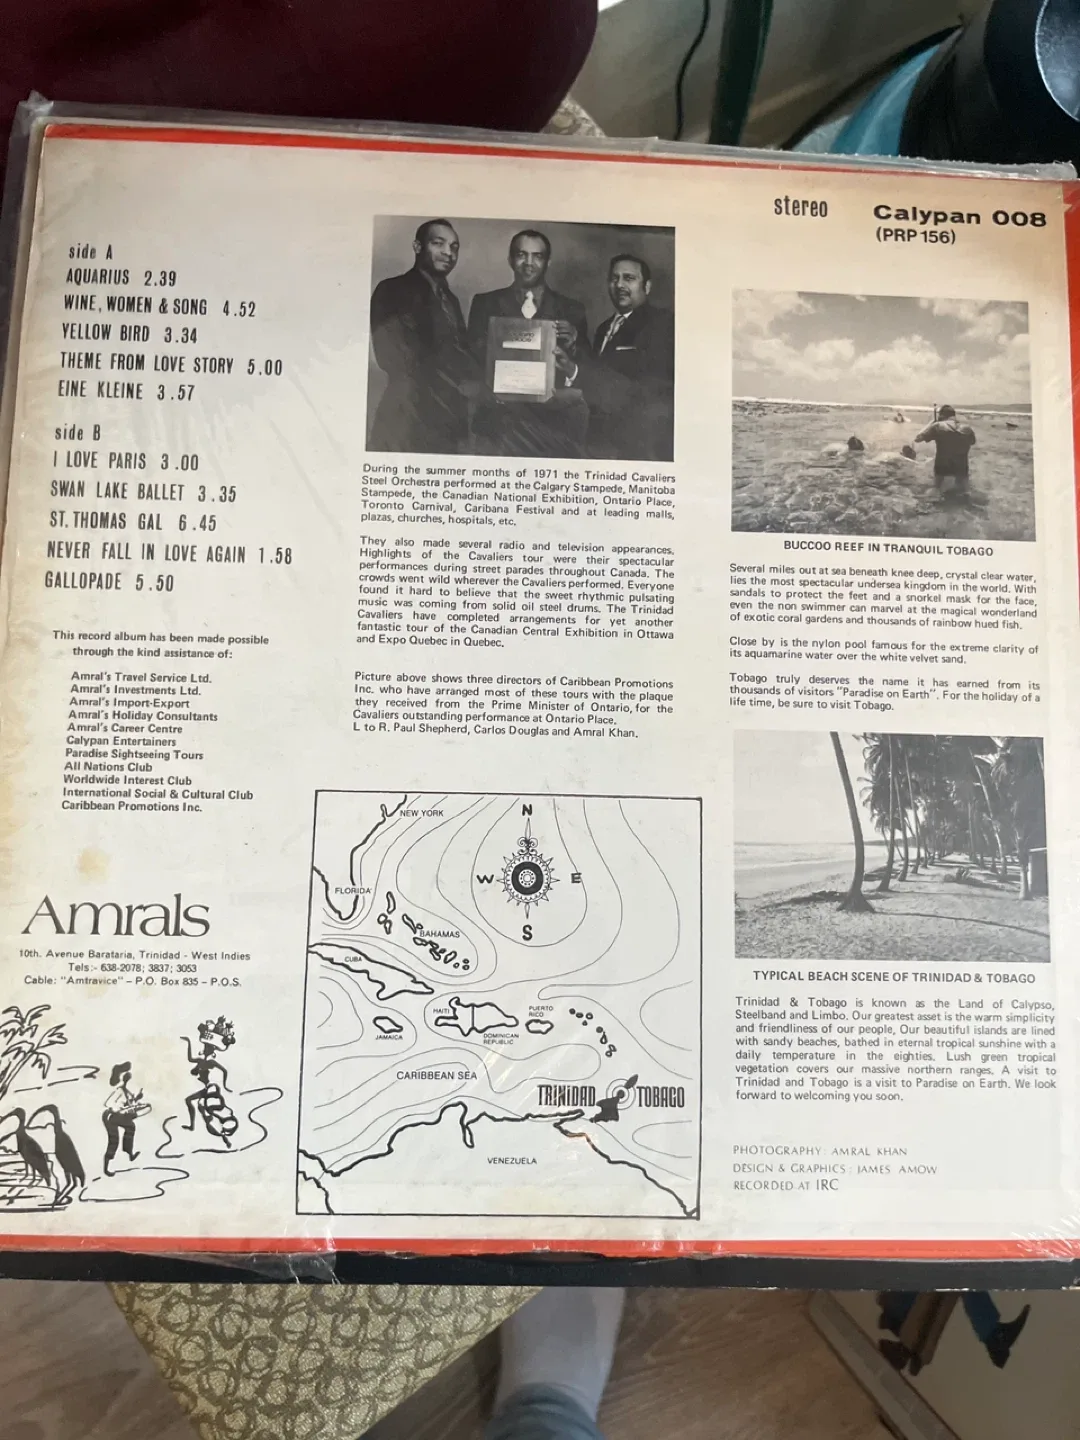 stereo Calypan 008
(PRP 156)
side A
AQUARIUS 2.39
WINE, WOMEN & SONG 4.52
YELLOW BIRD 3.34
THEME FROM LOVE STORY 5.00
EINE KLEINE 3.57
side B
I LOVE PARIS 3.00
SWAN LAKE BALLET 3.35
ST. THOMAS GAL 6.45
NEVER FALL IN LOVE AGAIN 1.58
GALLOPADE 5.50
This record album has been made possible
through the kind assistance of:
Amral's Travel Service Ltd.
Amral's Investments Ltd.
Amral's Import-Export
Amral's Holiday Consultants
Amral's Career Centre
Calypan Entertainers
Paradise Sightseeing Tours
All Nations Club
Worldwide Interest Club
International Social & Cultural Club
Caribbean Promotions Inc.
Amrals
10th. Avenue Barataria, Trinidad - West Indies
Tels:- 638-2078; 3837; 3053
Cable: "Amtravice" – P.O. Box 835 – P.O.S.
During the summer months of 1971 the Trinidad Cavaliers
Steel Orchestra performed at the Calgary Stampede, Manitoba
Stampede, the Canadian National Exhibition, Ontario Place,
Toronto Carnival, Caribana Festival and at leading malls,
plazas, churches, hospitals, etc.
They also made several radio and television appearances.
Highlights of the Cavaliers tour were their spectacular
performances during street parades throughout Canada. The
crowds went wild wherever the Cavaliers performed. Everyone
found it hard to believe that the sweet rhythmic pulsating
music was coming from solid oil steel drums. The Trinidad
Cavaliers have completed arrangements for yet another
fantastic tour of the Canadian Central Exhibition in Ottawa
and Expo Quebec in Quebec.
Picture above shows three directors of Caribbean Promotions
Inc. who have arranged most of these tours with the plaque
they received from the Prime Minister of Ontario, for the
Cavaliers outstanding performance at Ontario Place.
L to R. Paul Shepherd, Carlos Douglas and Amral Khan.
NEW YORK
N
W E
S
FLORIDA
BAHAMAS
CUBA
HAITI
PUERTO
RICO
JAMAICA
DOMINICAN
REPUBLIC
CARIBBEAN SEA
TRINIDAD TOBAGO
VENEZUELA
BUCCOO REEF IN TRANQUIL TOBAGO
Several miles out at sea beneath knee deep, crystal clear water,
lies the most spectacular undersea kingdom in the world. With
sandals to protect the feet and a snorkel mask for the face,
even the non swimmer can marvel at the magical wonderland
of exotic coral gardens and thousands of rainbow hued fish.
Close by is the nylon pool famous for the extreme clarity of
its aquamarine water over the white velvet sand.
Tobago truly deserves the name it has earned from its
thousands of visitors "Paradise on Earth". For the holiday of a
life time, be sure to visit Tobago.
TYPICAL BEACH SCENE OF TRINIDAD & TOBAGO
Trinidad & Tobago is known as the Land of Calypso,
Steelband and Limbo. Our greatest asset is the warm simplicity
and friendliness of our people, Our beautiful islands are lined
with sandy beaches, bathed in eternal tropical sunshine with a
daily temperature in the eighties. Lush green tropical
vegetation covers our massive northern ranges. A visit to
Trinidad and Tobago is a visit to Paradise on Earth. We look
forward to welcoming you soon.
PHOTOGRAPHY: AMRAL KHAN
DESIGN & GRAPHICS: JAMES AMOW
RECORDED AT IRC